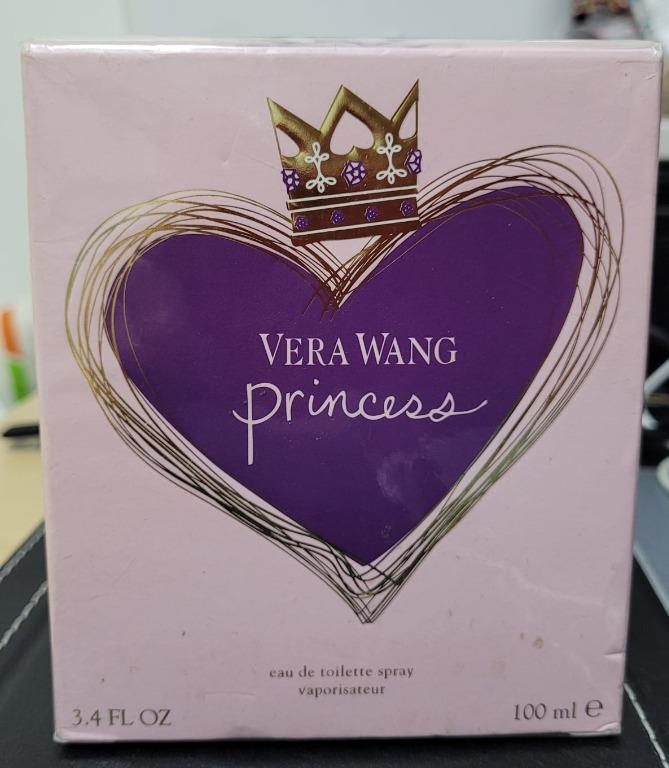 VERA WANG
princess
eau de toilette spray
vaporisateur
3.4 FL OZ
100 ml ℮